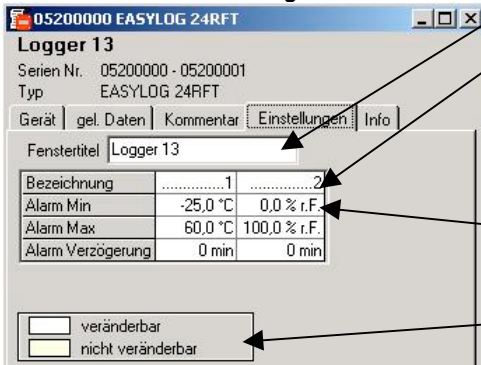 05200000 EASYLOG 24RFT
Logger 13
Serien Nr. 05200000 - 05200001
Typ EASYLOG 24RFT
Gerät gel. Daten Kommentar Einstellungen Info
Fenstertitel Logger 13
Bezeichnung ..............1 ..............2
Alarm Min -25,0 °C 0,0 % r.F.
Alarm Max 60,0 °C 100,0 % r.F.
Alarm Verzögerung 0 min 0 min
veränderbar
nicht veränderbar